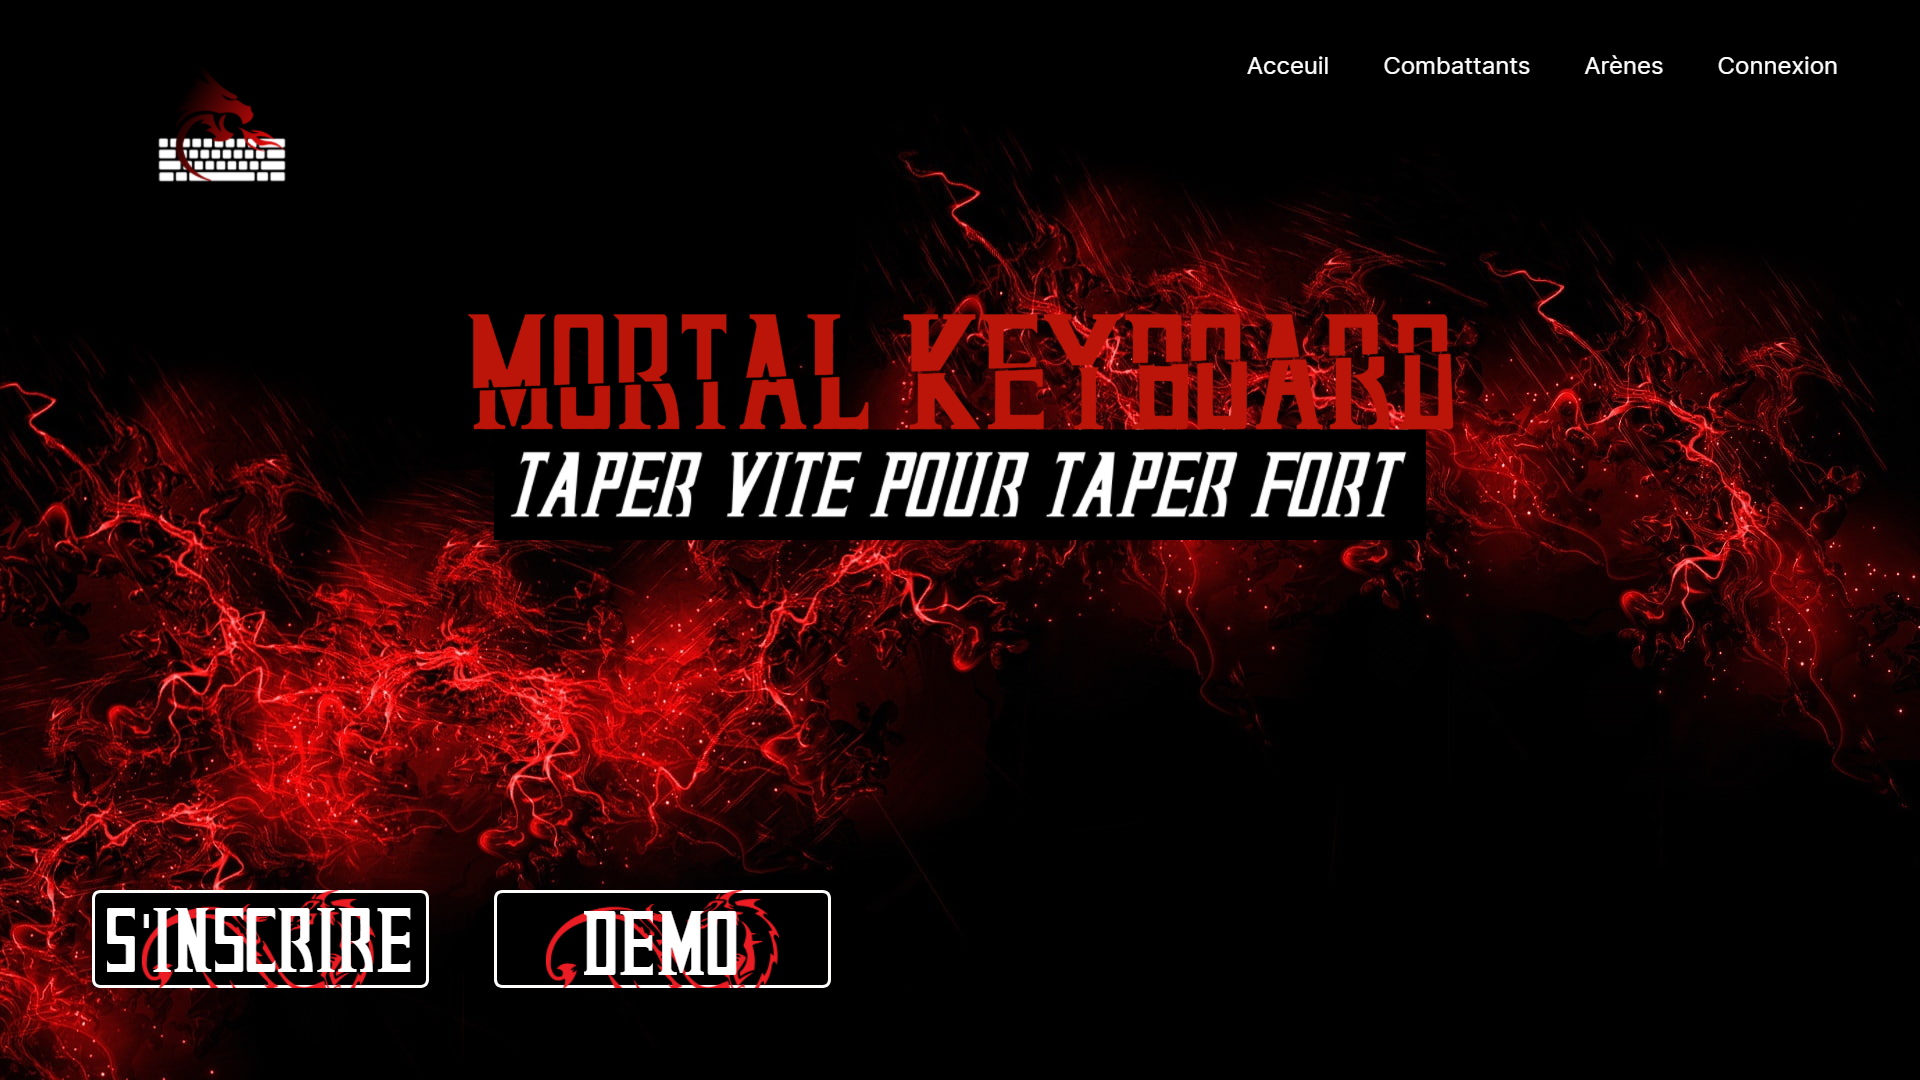 Acceuil Combattants Arènes Connexion
MORTAL KEYBOARD
TAPER VITE POUR TAPER FORT
S'INSCRIRE DEMO